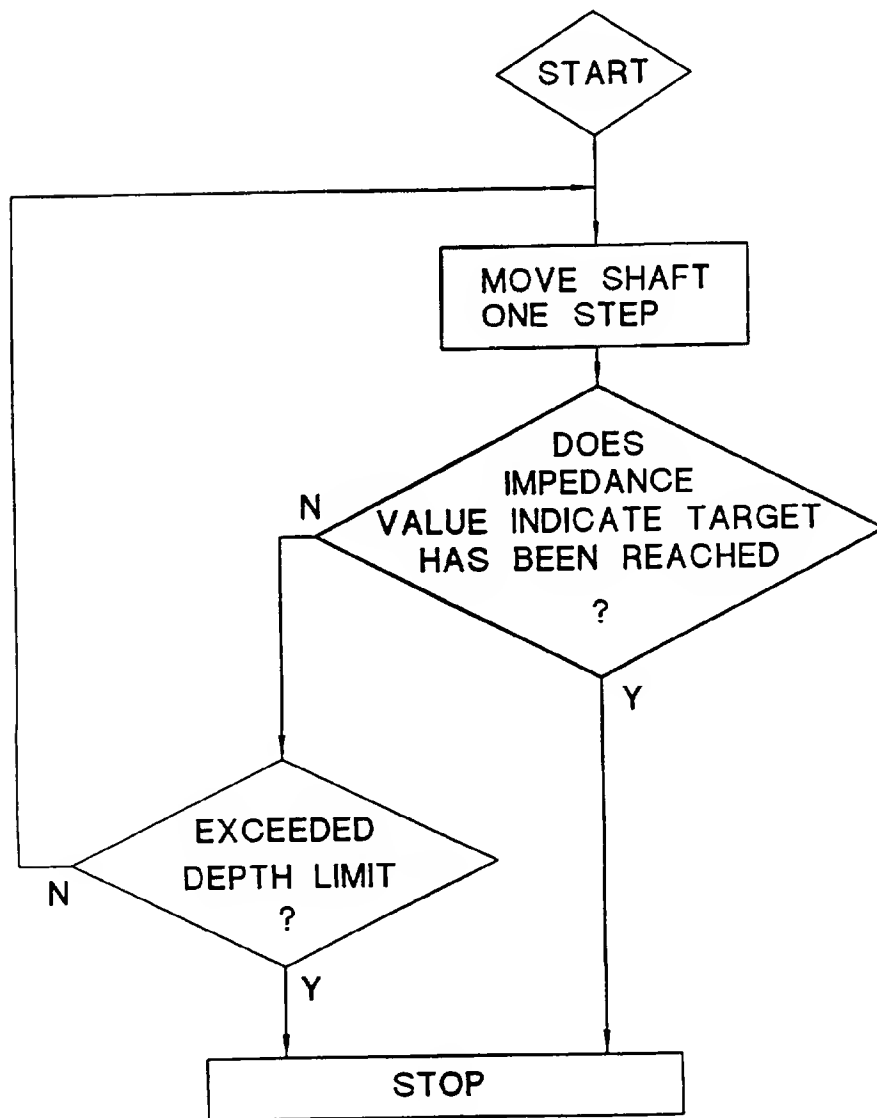 START
MOVE SHAFT
ONE STEP
DOES
IMPEDANCE
VALUE INDICATE TARGET
HAS BEEN REACHED
?
N
Y
EXCEEDED
DEPTH LIMIT
?
N
Y
STOP